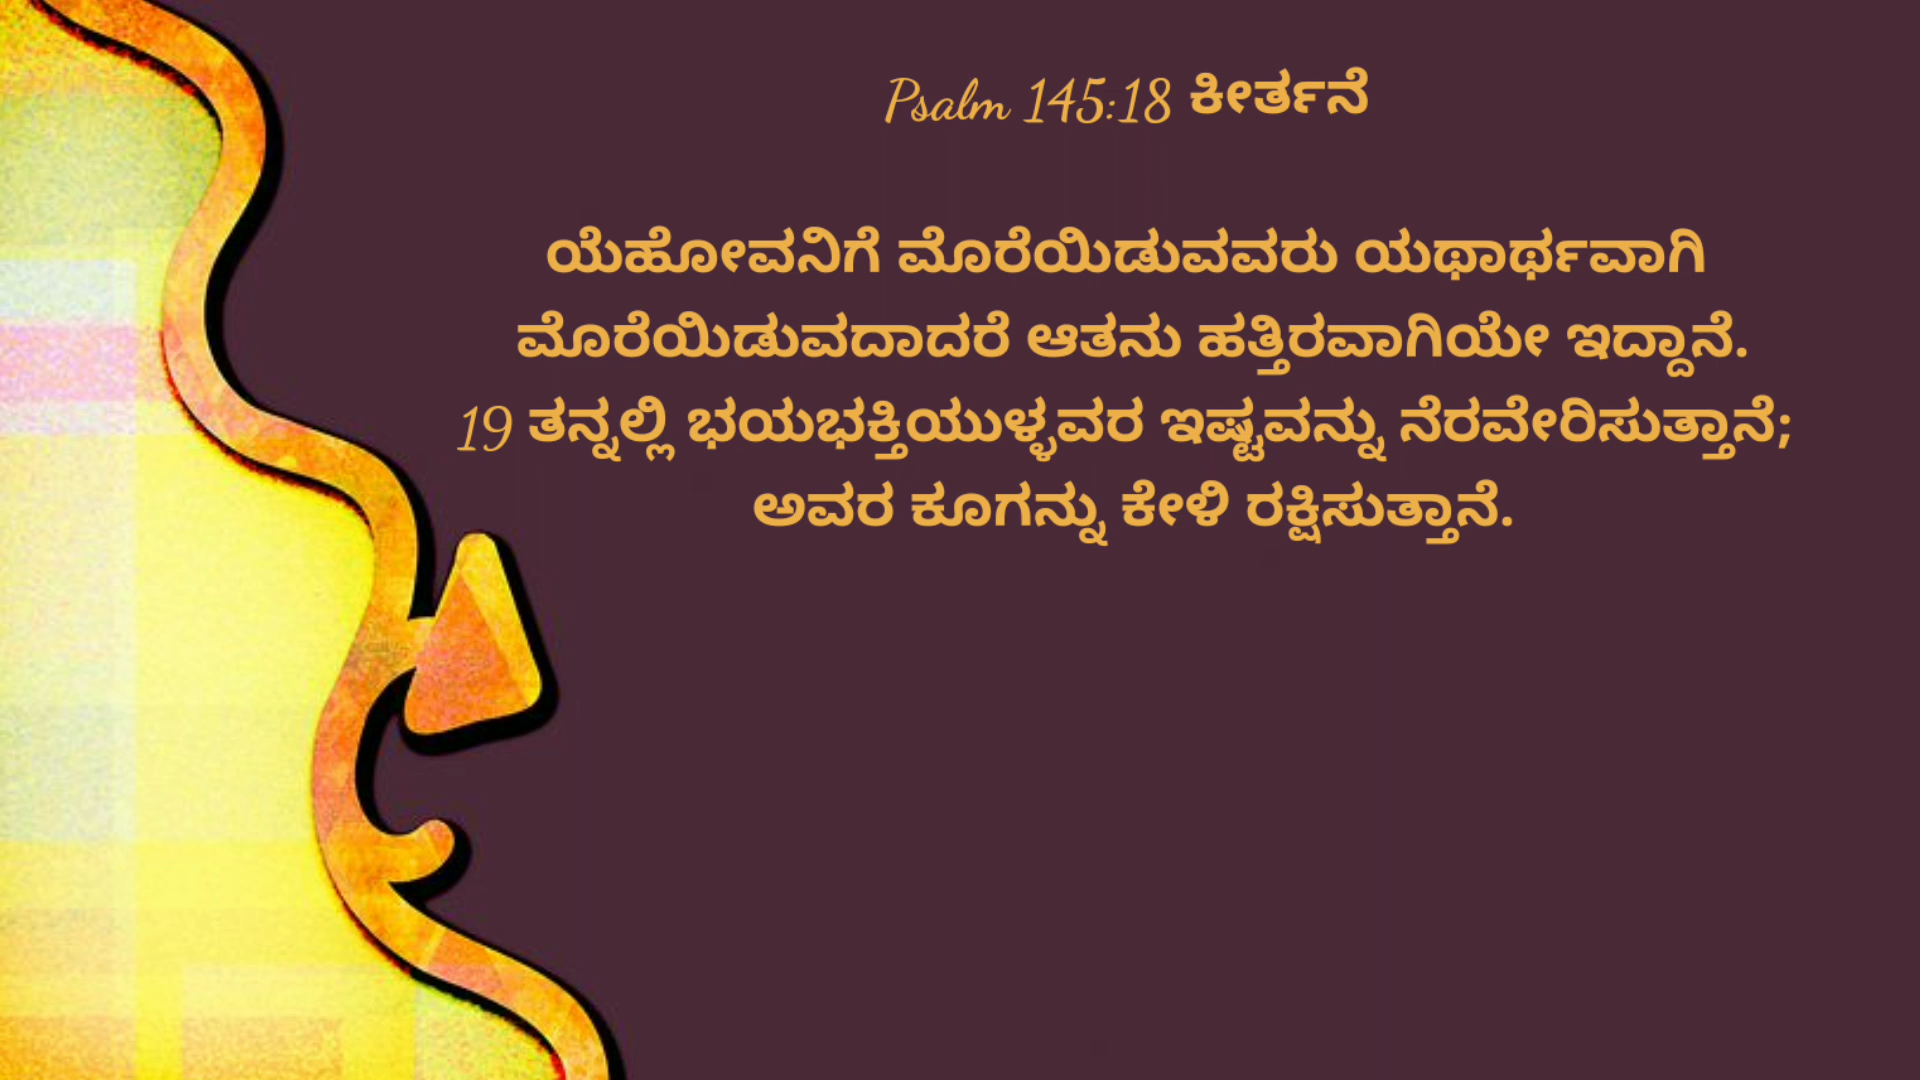 Psalm 145:18 ಕೀರ್ತನೆ
ಯೆಹೋವನಿಗೆ ಮೊರೆಯಿಡುವವರು ಯಥಾರ್ಥವಾಗಿ
ಮೊರೆಯಿಡುವದಾದರೆ ಆತನು ಹತ್ತಿರವಾಗಿಯೇ ಇದ್ದಾನೆ.
19 ತನ್ನಲ್ಲಿ ಭಯಭಕ್ತಿಯುಳ್ಳವರ ಇಷ್ಟವನ್ನು ನೆರವೇರಿಸುತ್ತಾನೆ;
ಅವರ ಕೂಗನ್ನು ಕೇಳಿ ರಕ್ಷಿಸುತ್ತಾನೆ.